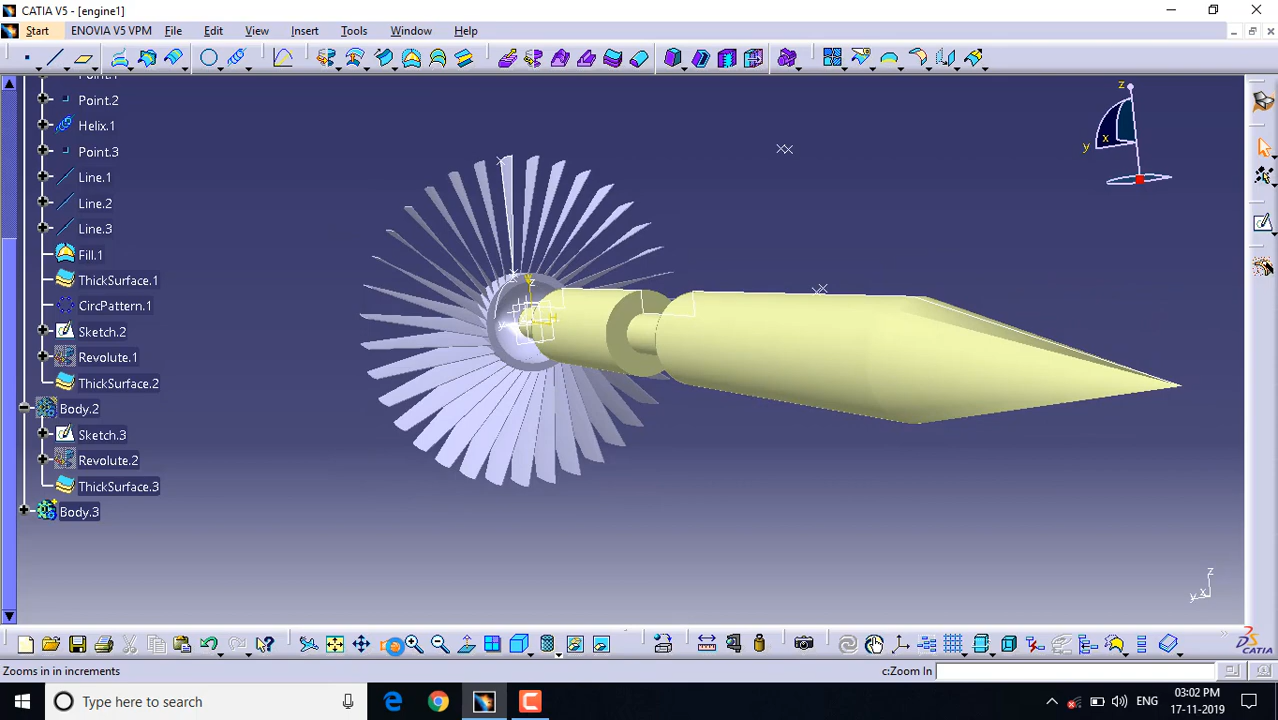 CATIA V5 - [engine1]
Start ENOVIA V5 VPM File Edit View Insert Tools Window Help
Point.2
Helix.1
Point.3
Line.1
Line.2
Line.3
Fill.1
ThickSurface.1
CircPattern.1
Sketch.2
Revolute.1
ThickSurface.2
Body.2
Sketch.3
Revolute.2
ThickSurface.3
Body.3
z
x
y
z
y
z
x
y
CATIA
Zooms in in increments
c:Zoom In
Type here to search
ENG
03:02 PM
17-11-2019